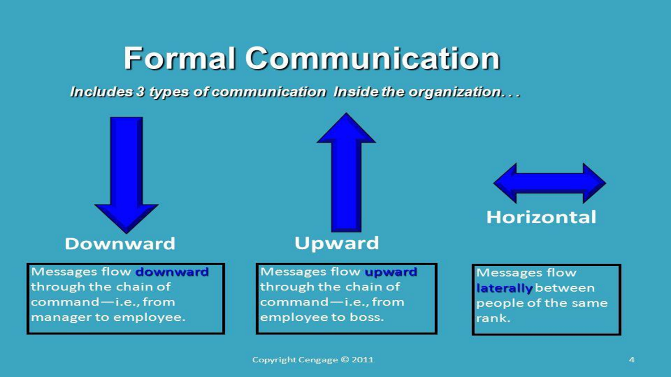 Formal Communication
Includes 3 types of communication Inside the organization. . .
Downward
Messages flow downward
through the chain of
command—i.e., from
manager to employee.
Upward
Messages flow upward
through the chain of
command—i.e., from
employee to boss.
Horizontal
Messages flow
laterally between
people of the same
rank.
Copyright Cengage © 2011
4